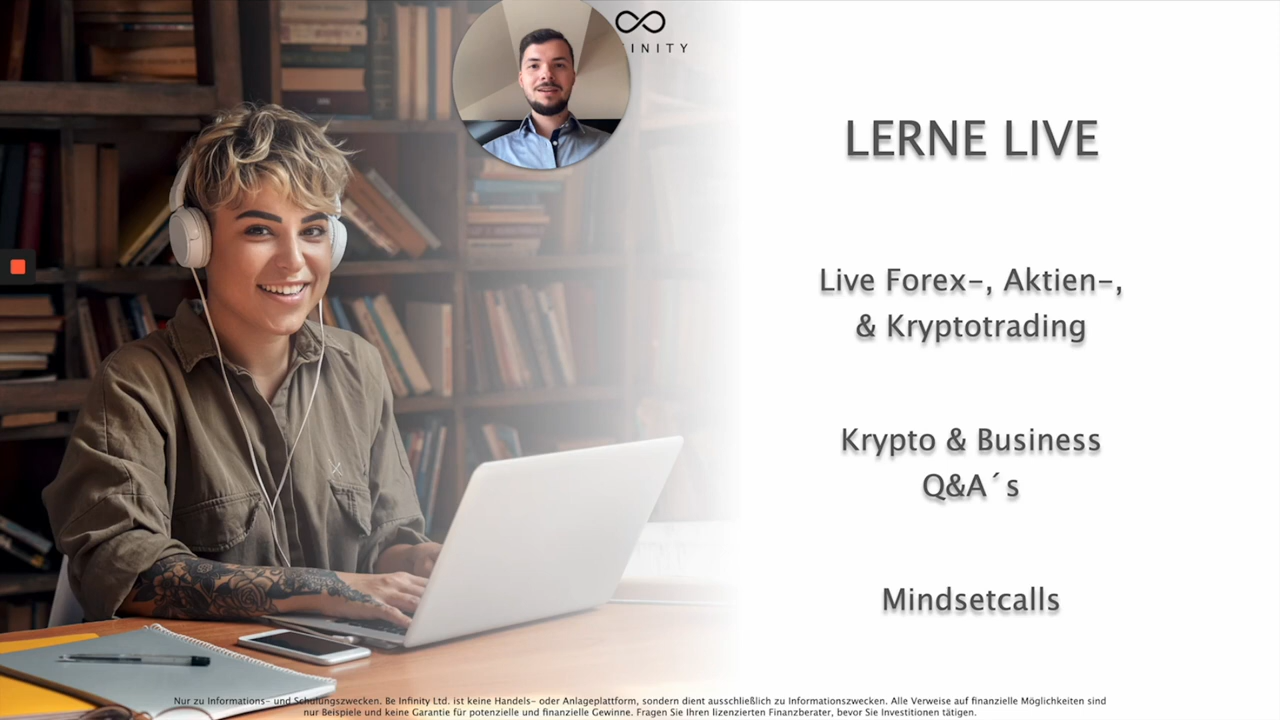 LERNE LIVE
Live Forex-, Aktien-,
& Kryptotrading
Krypto & Business
Q&A´s
Mindsetcalls
Nur zu Informations- und Schulungszwecken. Be Infinity Ltd. ist keine Handels- oder Anlageplattform, sondern dient ausschließlich zu Informationszwecken. Alle Verweise auf finanzielle Möglichkeiten sind
nur Beispiele und keine Garantie für potenzielle und finanzielle Gewinne. Fragen Sie Ihren lizenzierten Finanzberater, bevor Sie Investitionen tätigen.